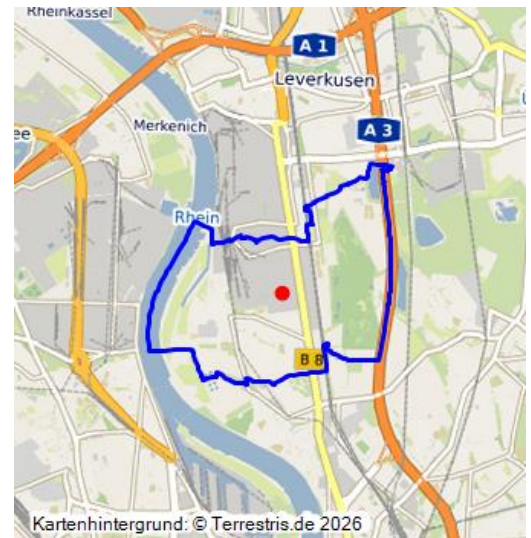 Rheinkassel
A 1
Leverkusen
A 3
Merkenich
Rhein
B 8
Kartenhintergrund: © Terrestris.de 2026